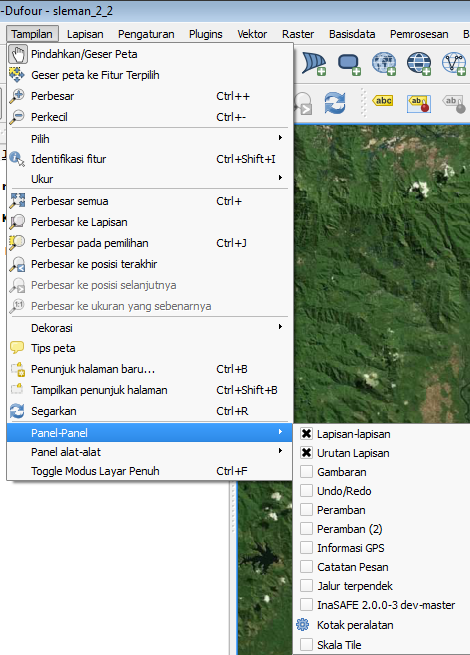 -Dufour - sleman_2_2
Tampilan Lapisan Pengaturan Plugins Vektor Raster Basisdata Pemrosesan B
Pindahkan/Geser Peta
Geser peta ke Fitur Terpilih
Perbesar Ctrl++
Perkecil Ctrl+-
Pilih
Identifikasi fitur Ctrl+Shift+I
Ukur
Perbesar semua Ctrl+
Perbesar ke Lapisan
Perbesar pada pemilihan Ctrl+J
Perbesar ke posisi terakhir
Perbesar ke posisi selanjutnya
Perbesar ke ukuran yang sebenarnya
Dekorasi
Tips peta
Penunjuk halaman baru... Ctrl+B
Tampilkan penunjuk halaman Ctrl+Shift+B
Segarkan Ctrl+R
Panel-Panel
Panel alat-alat
Toggle Modus Layar Penuh Ctrl+F
Lapisan-lapisan
Urutan Lapisan
Gambaran
Undo/Redo
Peramban
Peramban (2)
Informasi GPS
Catatan Pesan
Jalur terpendek
InaSAFE 2.0.0-3 dev-master
Kotak peralatan
Skala Tile
abc ab abc